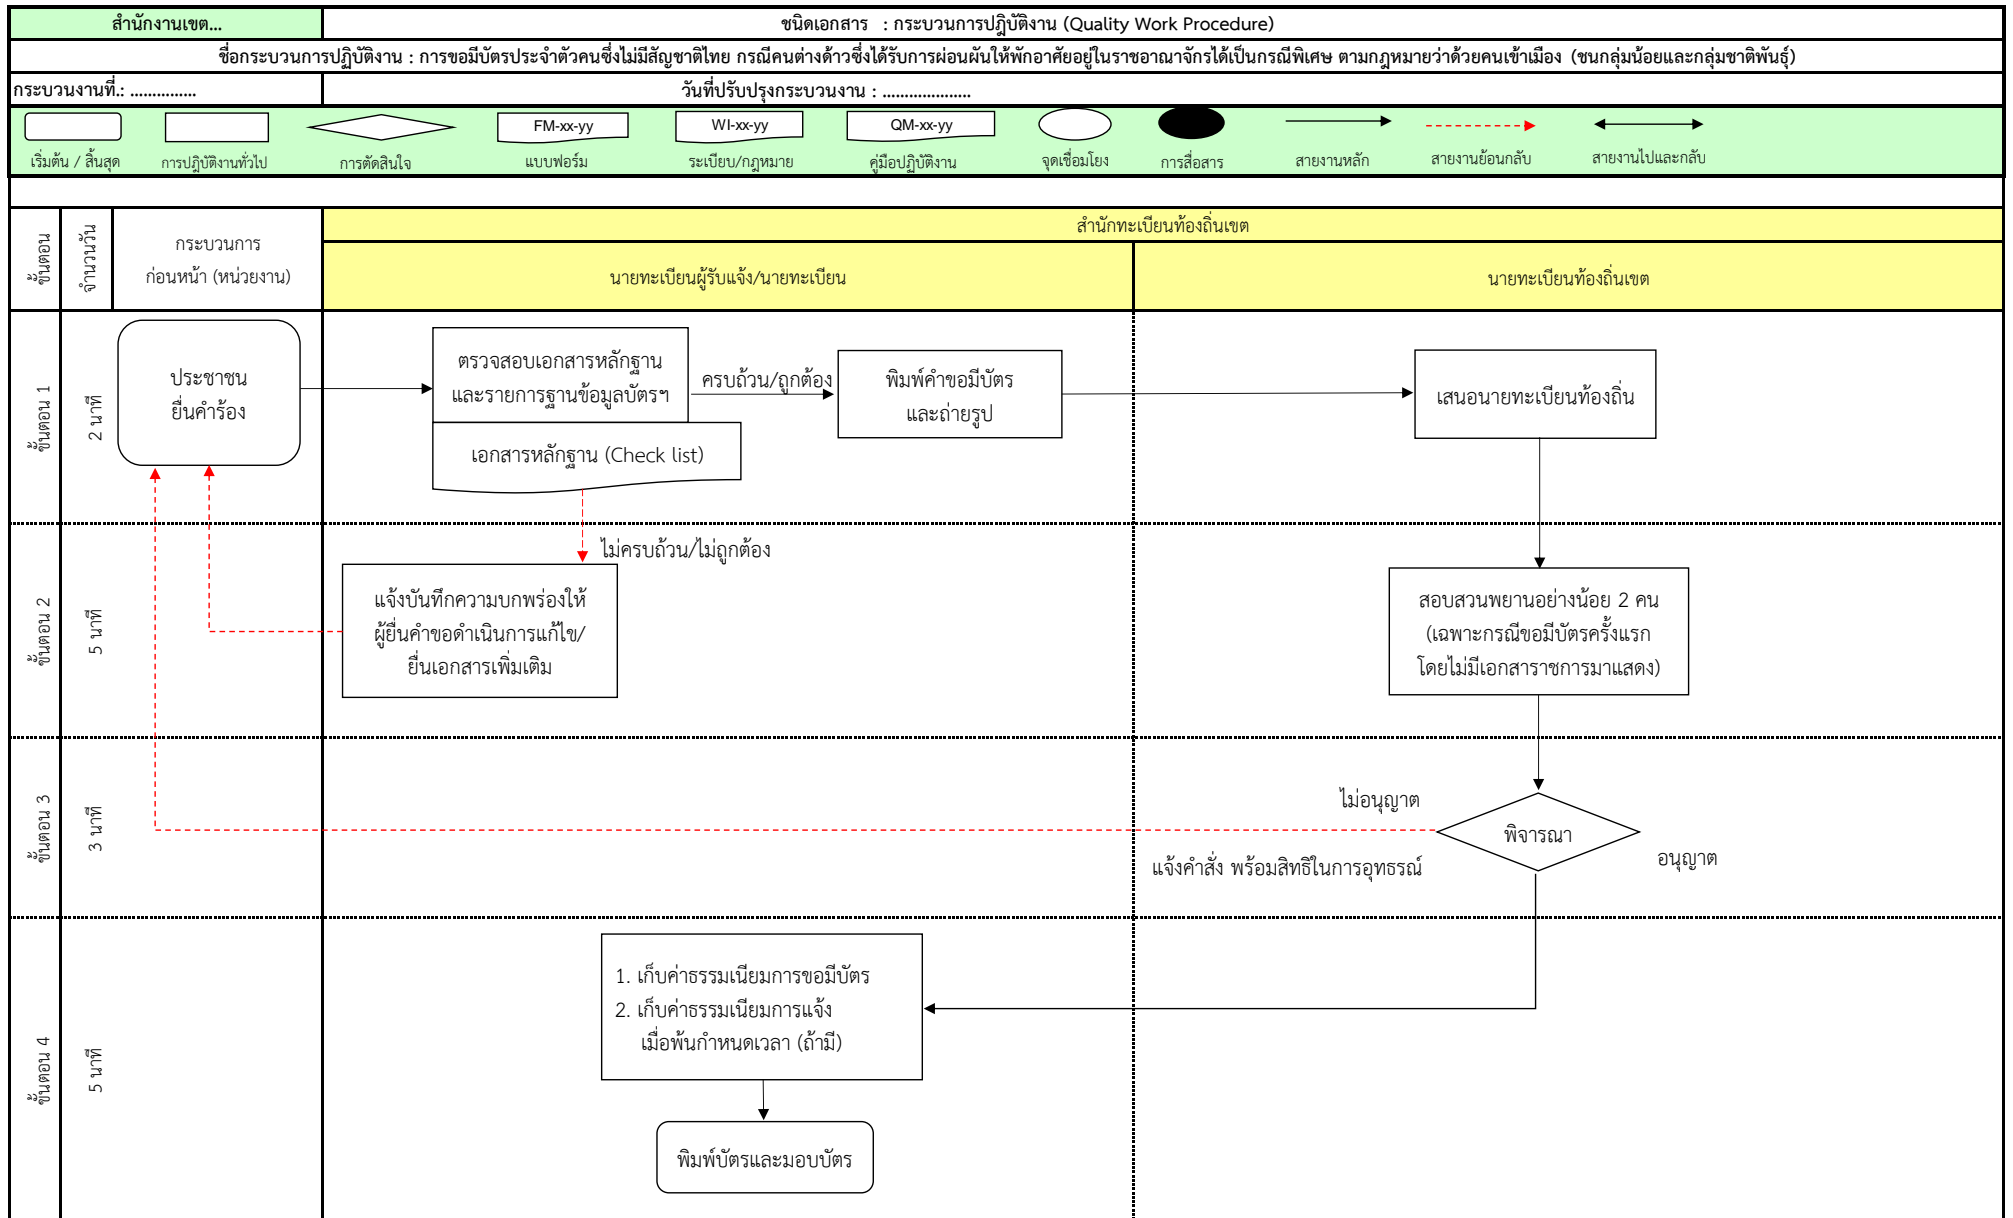 สำนักงานเขต...
ชนิดเอกสาร : กระบวนการปฎิบัติงาน (Quality Work Procedure)
ชื่อกระบวนการปฏิบัติงาน : การขอมีบัตรประจำตัวคนซึ่งไม่มีสัญชาติไทย กรณีคนต่างด้าวซึ่งได้รับการผ่อนผันให้พักอาศัยอยู่ในราชอาณาจักรได้เป็นกรณีพิเศษ ตามกฎหมายว่าด้วยคนเข้าเมือง (ชนกลุ่มน้อยและกลุ่มชาติพันธุ์)
กระบวนงานที่.: ...............
วันที่ปรับปรุงกระบวนงาน : ....................
FM-xx-yy
WI-xx-yy
QM-xx-yy
เริ่มต้น / สิ้นสุด
การปฎิบัติงานทั่วไป
การตัดสินใจ
แบบฟอร์ม
ระเบียบ/กฎหมาย
คู่มือปฏิบัติงาน
จุดเชื่อมโยง
การสื่อสาร
สายงานหลัก
สายงานย้อนกลับ
สายงานไปและกลับ
ขั้นตอน
จำนวนวัน
กระบวนการ
ก่อนหน้า (หน่วยงาน)
สำนักทะเบียนท้องถิ่นเขต
นายทะเบียนผู้รับแจ้ง/นายทะเบียน
นายทะเบียนท้องถิ่นเขต
ขั้นตอน 1
2 นาที
ประชาชน
ยื่นคำร้อง
ตรวจสอบเอกสารหลักฐาน
และรายการฐานข้อมูลบัตรฯ
เอกสารหลักฐาน (Check list)
ครบถ้วน/ถูกต้อง
พิมพ์คำขอมีบัตร
และถ่ายรูป
เสนอนายทะเบียนท้องถิ่น
ขั้นตอน 2
5 นาที
ไม่ครบถ้วน/ไม่ถูกต้อง
แจ้งบันทึกความบกพร่องให้
ผู้ยื่นคำขอดำเนินการแก้ไข/
ยื่นเอกสารเพิ่มเติม
สอบสวนพยานอย่างน้อย 2 คน
(เฉพาะกรณีขอมีบัตรครั้งแรก
โดยไม่มีเอกสาราชการมาแสดง)
ขั้นตอน 3
3 นาที
ไม่อนุญาต
พิจารณา
อนุญาต
แจ้งคำสั่ง พร้อมสิทธิในการอุทธรณ์
ขั้นตอน 4
5 นาที
1. เก็บค่าธรรมเนียมการขอมีบัตร
2. เก็บค่าธรรมเนียมการแจ้ง
เมื่อพ้นกำหนดเวลา (ถ้ามี)
พิมพ์บัตรและมอบบัตร